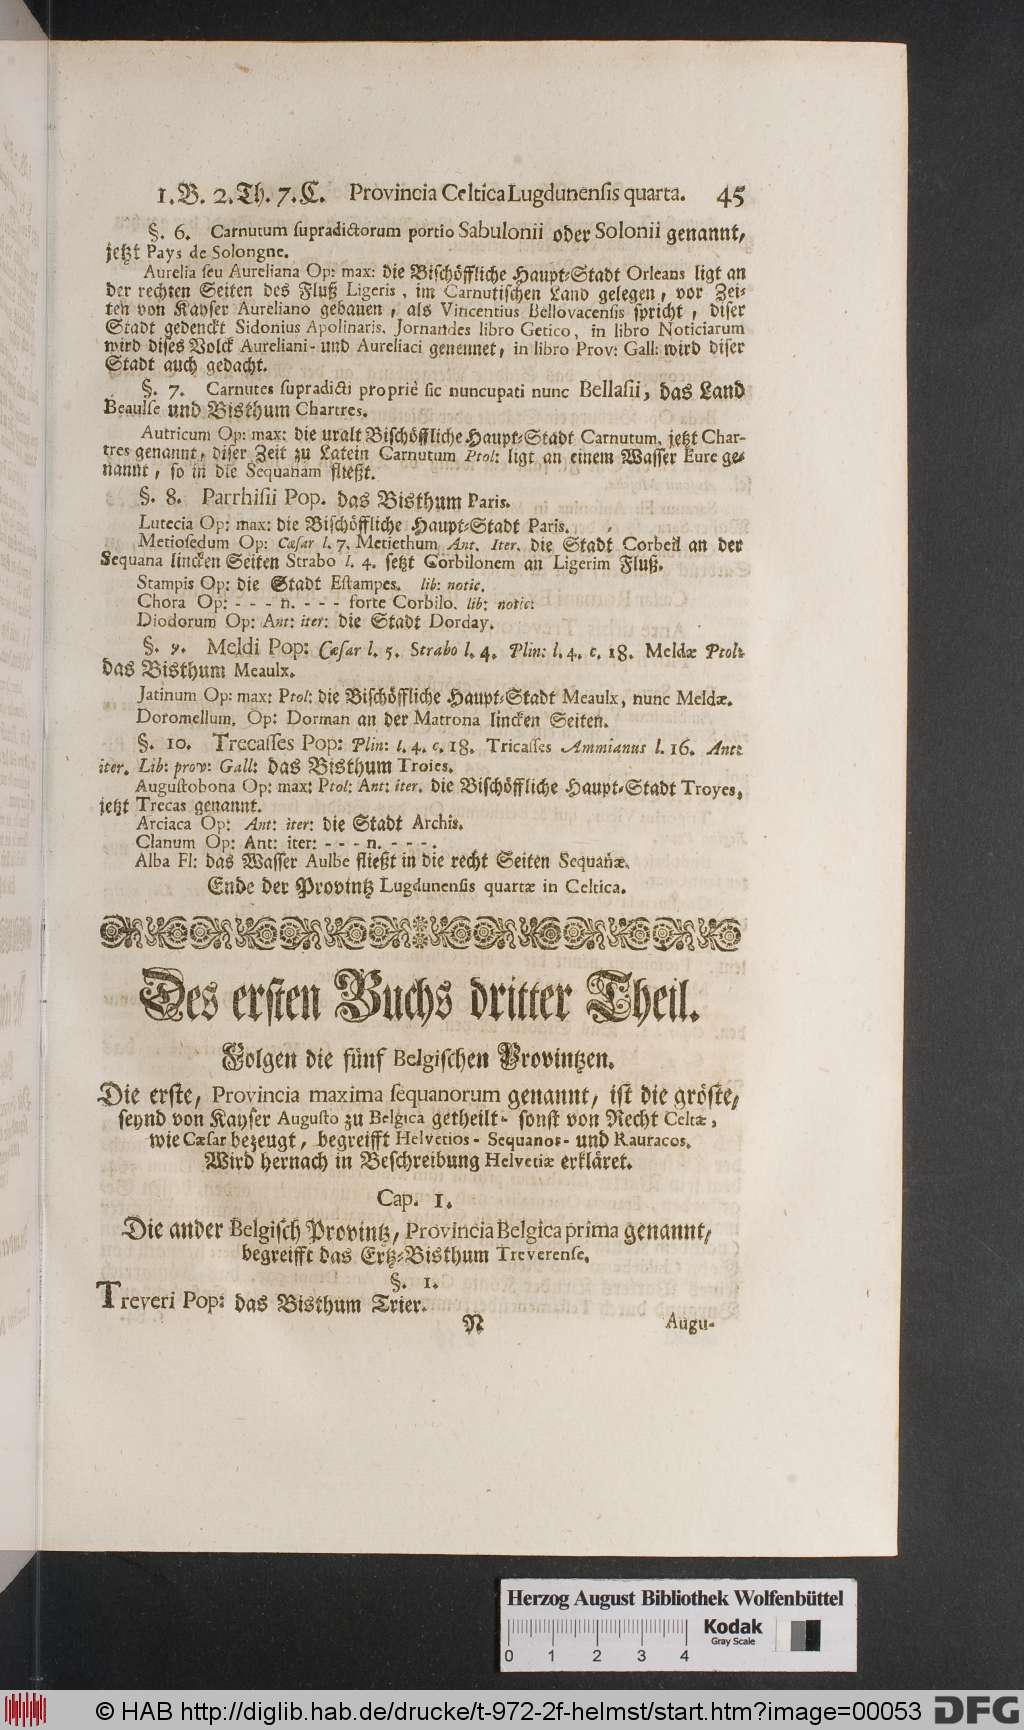 1. B. 2. Th. 7. C. Provincia Celtica Lugdunensis quarta. 45
§. 6. Carnutum supradictorum portio Sabulonii oder Solonii genannt,
jetzt Pays de Solongne.
Aurelia seu Aureliana Op: max: die Bischöffliche Haupt-Stadt Orleans ligt an
der rechten Seiten des Fluß Ligeris, im Carnutischen Land gelegen, vor Zei-
ten von Kayser Aureliano gebauen, als Vincentius Bellovacensis spricht, diser
Stadt gedenckt Sidonius Apolinaris. Jornandes libro Getico, in libro Noticiarum
wird dises Volck Aureliani- und Aureliaci genennet, in libro Prov: Gall: wird diser
Stadt auch gedacht.
§. 7. Carnutes supradicti propriè sic nuncupati nunc Bellasii, das Land
Beaulse und Bisthum Chartres.
Autricum Op: max: die uralt Bischöffliche Haupt-Stadt Carnutum, jetzt Char-
tres genannt, diser Zeit zu Latein Carnutum Ptol: ligt an einem Wasser Eure ge-
nannt, so in die Sequanam fließt.
§. 8. Parrhisii Pop. das Bisthum Paris.
Lutecia Op: max: die Bischöffliche Haupt-Stadt Paris.
Metiosedum Op: Cæsar l. 7. Metiethum Ant. Iter. die Stadt Corbeil an der
Sequana lincken Seiten Strabo l. 4. setzt Corbilonem an Ligerim Fluß.
Stampis Op: die Stadt Estampes. lib: notic.
Chora Op: - - - n. - - - forte Corbilo. lib: notic:
Diodorum Op: Ant: iter: die Stadt Dorday.
§. 9. Meldi Pop: Cæsar l. 5. Strabo l. 4. Plin: l. 4. c. 18. Meldæ Ptol:
das Bisthum Meaulx.
Jatinum Op: max: Ptol: die Bischöffliche Haupt-Stadt Meaulx, nunc Meldæ.
Doromellum, Op: Dorman an der Matrona lincken Seiten.
§. 10. Trecasses Pop: Plin: l. 4. c. 18. Tricasses Ammianus l. 16. Ant:
iter. Lib: prov: Gall: das Bisthum Troies.
Augustobona Op: max: Ptol: Ant: iter. die Bischöffliche Haupt-Stadt Troyes,
jetzt Trecas genannt.
Arciaca Op: Ant: iter: die Stadt Archis.
Clanum Op: Ant: iter: - - - n. - - - .
Alba Fl: das Wasser Aulbe fließt in die recht Seiten Sequanæ.
Ende der Provintz Lugdunensis quartæ in Celtica.
Des ersten Buchs dritter Theil.
Folgen die fünf Belgischen Provintzen.
Die erste, Provincia maxima sequanorum genannt, ist die gröste,
seynd von Kayser Augusto zu Belgica getheilt- sonst von Recht Celtæ,
wie Cæsar bezeugt, begreifft Helvetios- Sequanos- und Rauracos.
Wird hernach in Beschreibung Helvetiæ erkläret.
Cap. 1.
Die ander Belgisch Provintz, Provincia Belgica prima genannt,
begreifft das Ertz-Bisthum Treverense.
§. 1.
Treveri Pop: das Bisthum Trier.
N Augu-
Herzog August Bibliothek Wolfenbüttel
Kodak
Gray Scale
0 1 2 3 4
© HAB http://diglib.hab.de/drucke/t-972-2f-helmst/start.htm?image=00053 DFG